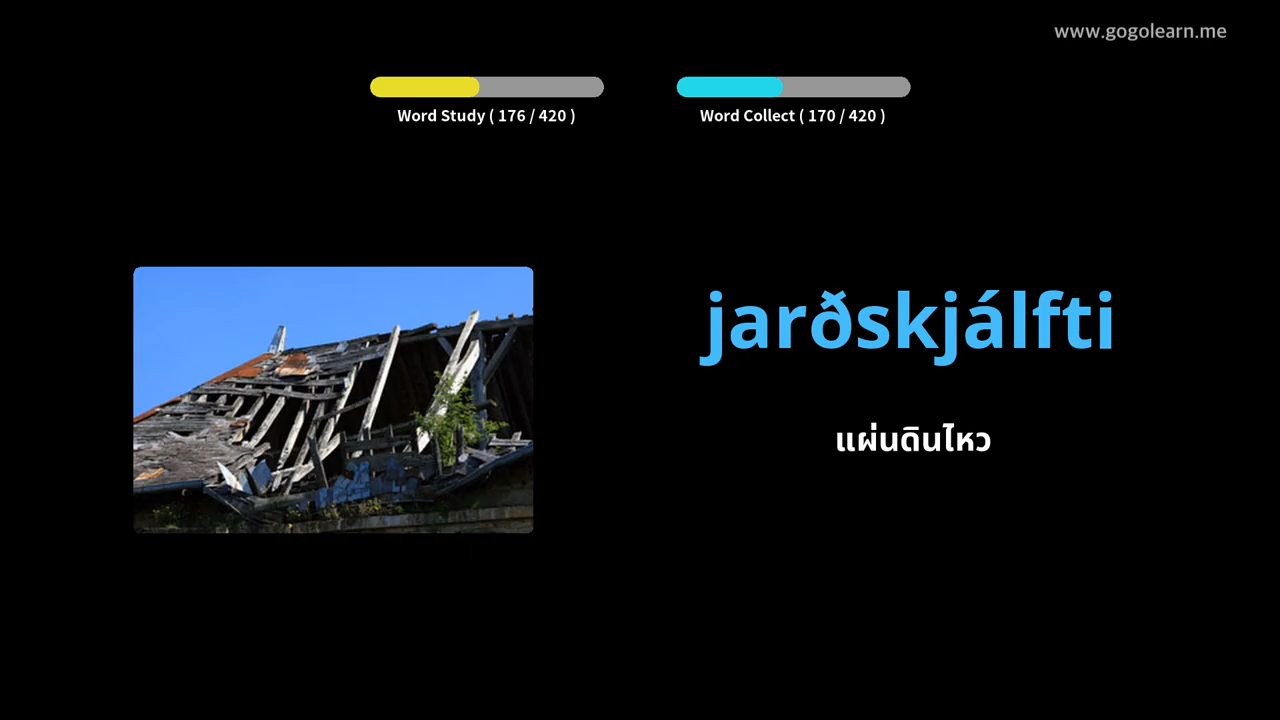 www.gogolearn.me
Word Study ( 176 / 420 )
Word Collect ( 170 / 420 )
jarðskjálfti
แผ่นดินไหว